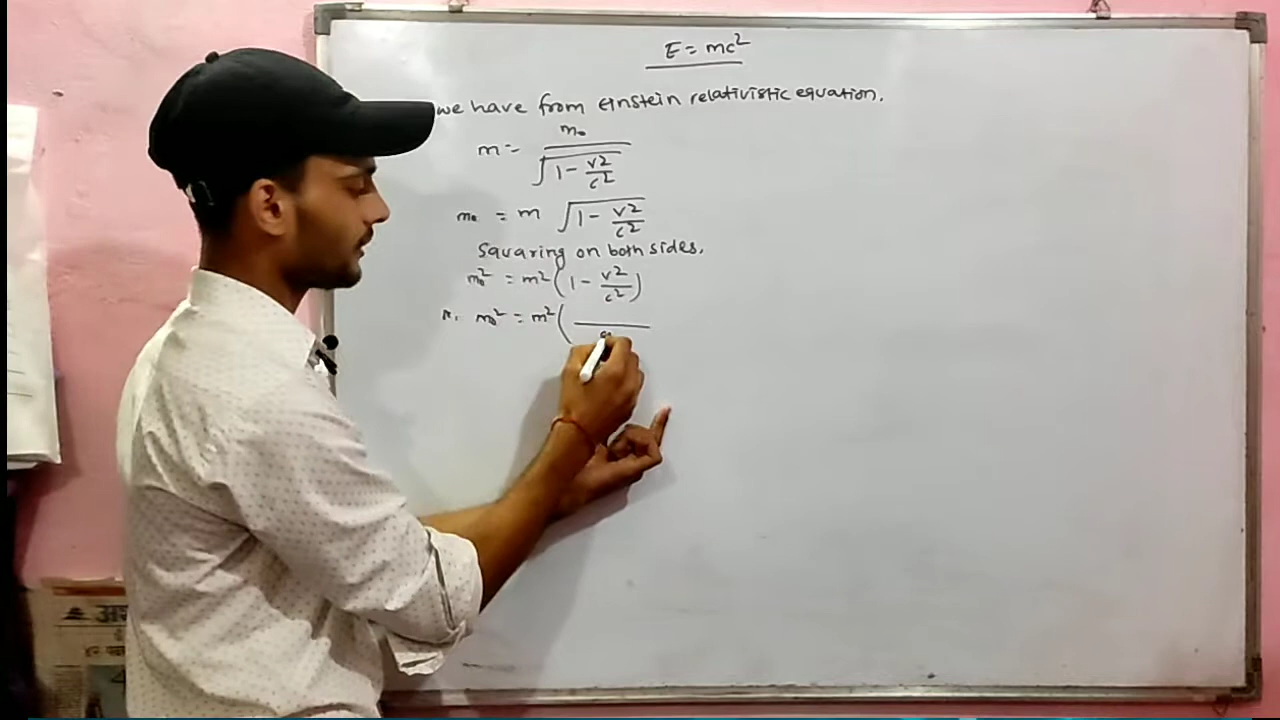 E = mc²
we have from einstein relativistic equation.
m = m₀ / √(1 - v²/c²)
m₀ = m √(1 - v²/c²)
Squaring on both sides.
m₀² = m² (1 - v²/c²)
m₀² = m² (